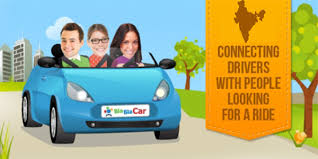 BlaBlaCar
CONNECTING
DRIVERS
WITH PEOPLE
LOOKING
FOR A RIDE